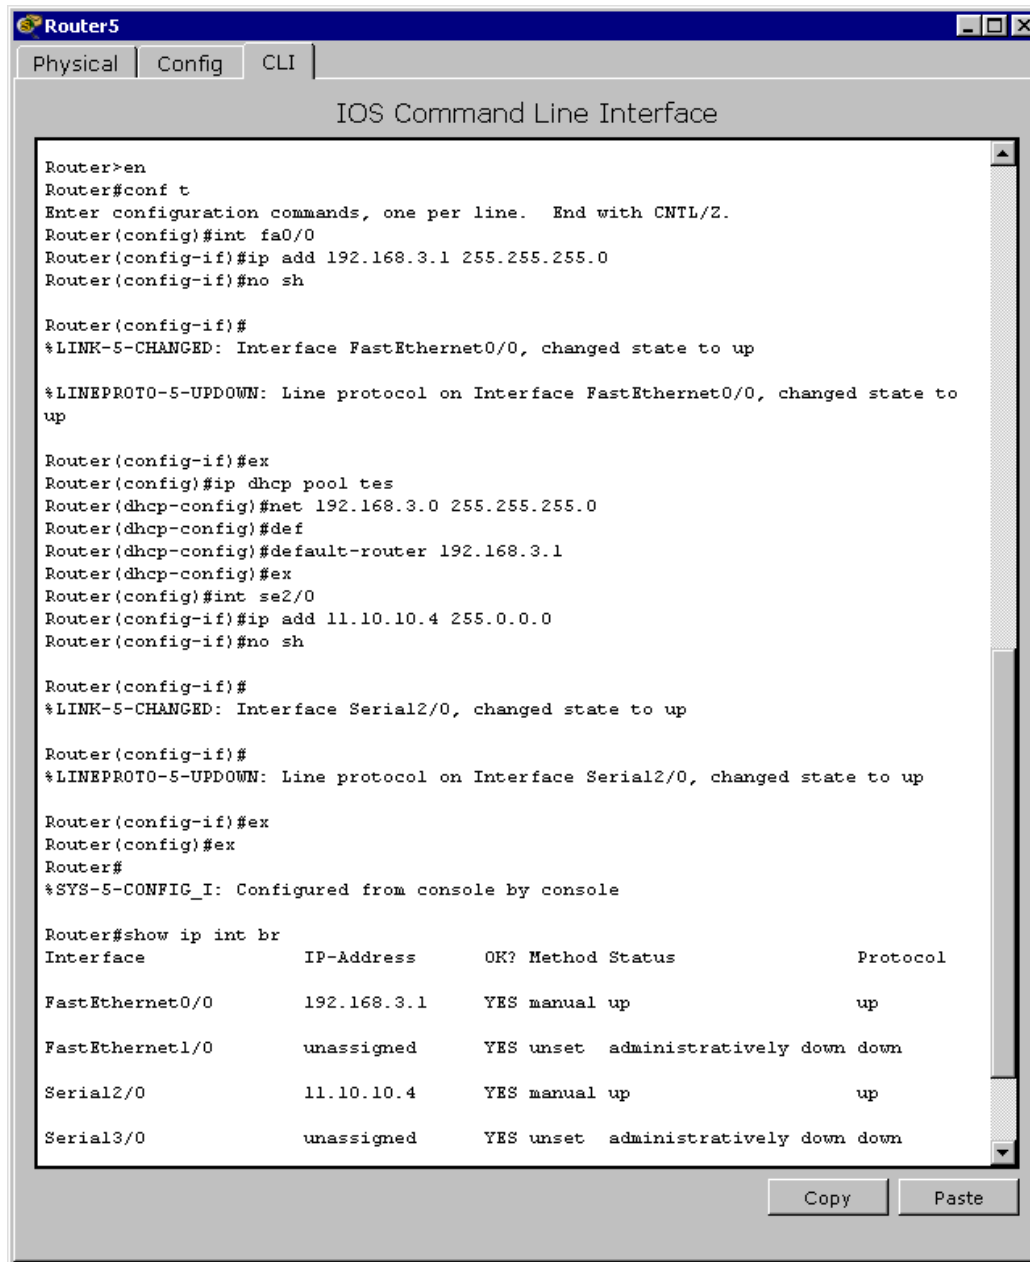 Router5
Physical Config CLI
IOS Command Line Interface
Router>en
Router#conf t
Enter configuration commands, one per line.  End with CNTL/Z.
Router(config)#int fa0/0
Router(config-if)#ip add 192.168.3.1 255.255.255.0
Router(config-if)#no sh
Router(config-if)#
%LINK-5-CHANGED: Interface FastEthernet0/0, changed state to up
%LINEPROTO-5-UPDOWN: Line protocol on Interface FastEthernet0/0, changed state to
up
Router(config-if)#ex
Router(config)#ip dhcp pool tes
Router(dhcp-config)#net 192.168.3.0 255.255.255.0
Router(dhcp-config)#def
Router(dhcp-config)#default-router 192.168.3.1
Router(dhcp-config)#ex
Router(config)#int se2/0
Router(config-if)#ip add 11.10.10.4 255.0.0.0
Router(config-if)#no sh
Router(config-if)#
%LINK-5-CHANGED: Interface Serial2/0, changed state to up
Router(config-if)#
%LINEPROTO-5-UPDOWN: Line protocol on Interface Serial2/0, changed state to up
Router(config-if)#ex
Router(config)#ex
Router#
%SYS-5-CONFIG_I: Configured from console by console
Router#show ip int br
Interface IP-Address OK? Method Status Protocol
FastEthernet0/0 192.168.3.1 YES manual up up
FastEthernet1/0 unassigned YES unset administratively down down
Serial2/0 11.10.10.4 YES manual up up
Serial3/0 unassigned YES unset administratively down down
Copy Paste